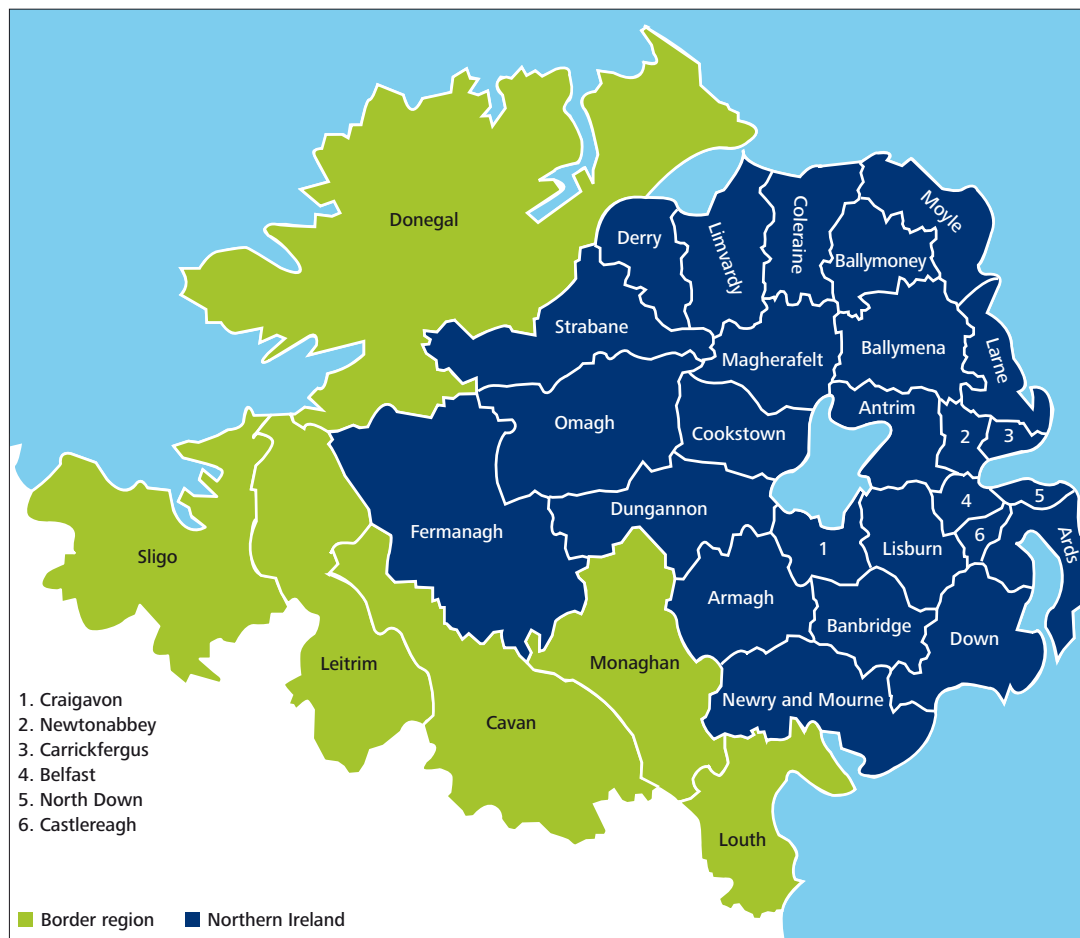 Donegal
Derry
Limvardy
Coleraine
Moyle
Ballymoney
Strabane
Magherafelt
Ballymena
Larne
Omagh
Cookstown
Antrim
2
3
Fermanagh
Dungannon
4
5
Sligo
1
Lisburn
6
Ards
Armagh
Banbridge
Down
Leitrim
Monaghan
Newry and Mourne
Cavan
Louth
1. Craigavon
2. Newtonabbey
3. Carrickfergus
4. Belfast
5. North Down
6. Castlereagh
Border region
Northern Ireland